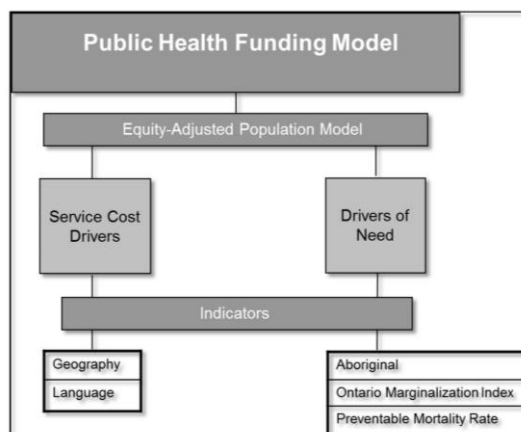 Public Health Funding Model
Equity-Adjusted Population Model
Service Cost
Drivers
Drivers of
Need
Indicators
Geography
Language
Aboriginal
Ontario Marginalization Index
Preventable Mortality Rate